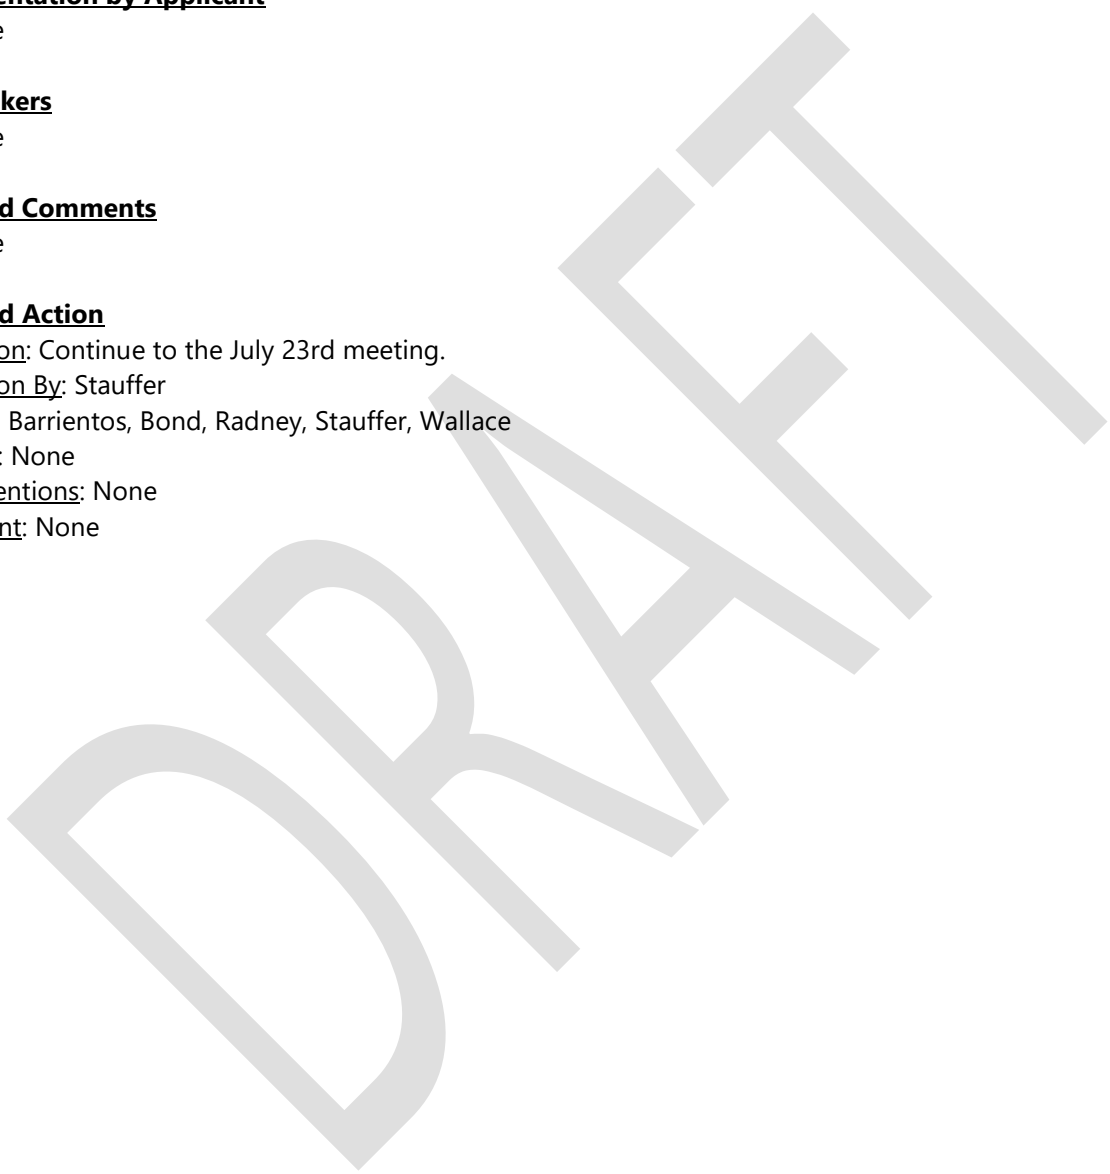 entation by Applicant
e
kers
e
d Comments
e
d Action
on: Continue to the July 23rd meeting.
on By: Stauffer
Barrientos, Bond, Radney, Stauffer, Wallace
: None
entions: None
nt: None
DRAFT